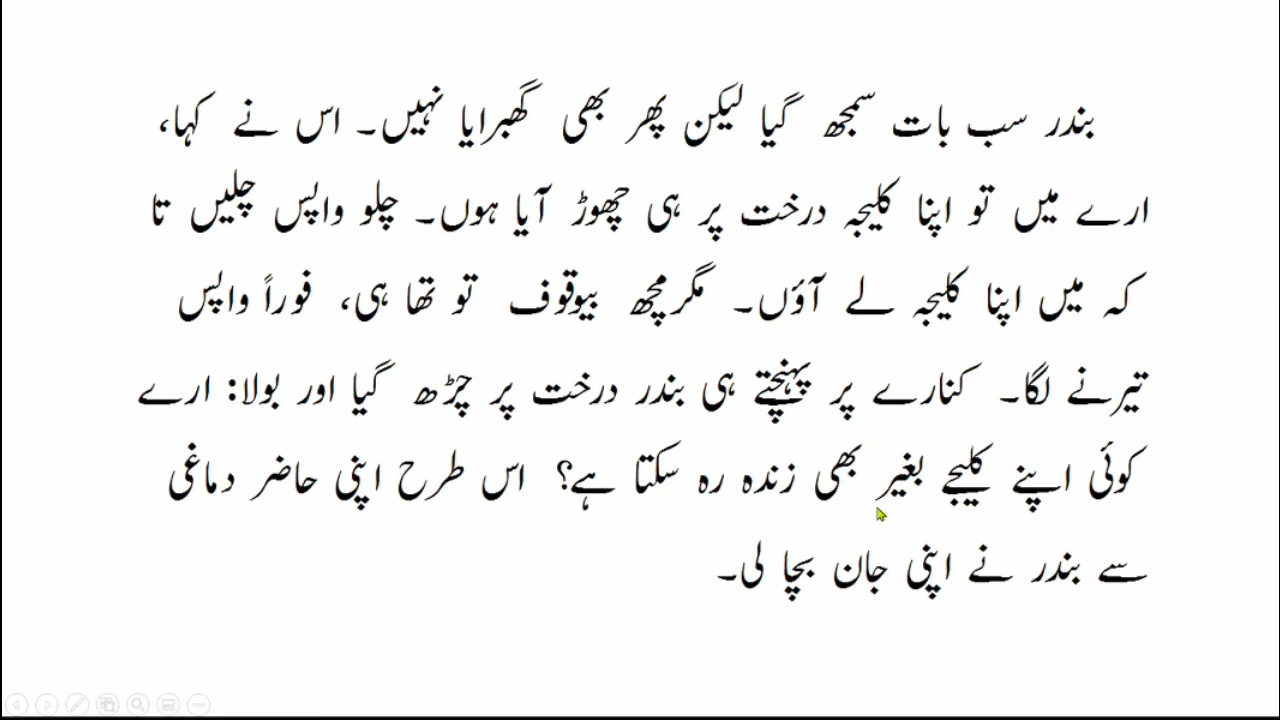 بندر سب بات سمجھ گیا لیکن پھر بھی گھبرایا نہیں۔ اس نے کہا،
ارے میں تو اپنا کلیجہ درخت پر ہی چھوڑ آیا ہوں۔ چلو واپس چلیں تا
کہ میں اپنا کلیجہ لے آؤں۔ مگرمچھ بیوقوف تو تھا ہی، فوراً واپس
تیرنے لگا۔ کنارے پر پہنچتے ہی بندر درخت پر چڑھ گیا اور بولا: ارے
کوئی اپنے کلیجے بغیر بھی زندہ رہ سکتا ہے؟ اس طرح اپنی حاضر دماغی
سے بندر نے اپنی جان بچا لی۔